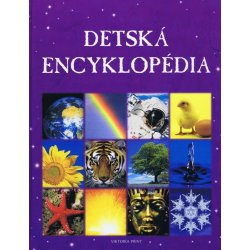 DETSKÁ
ENCYKLOPÉDIA
VIKTORIA PRINT